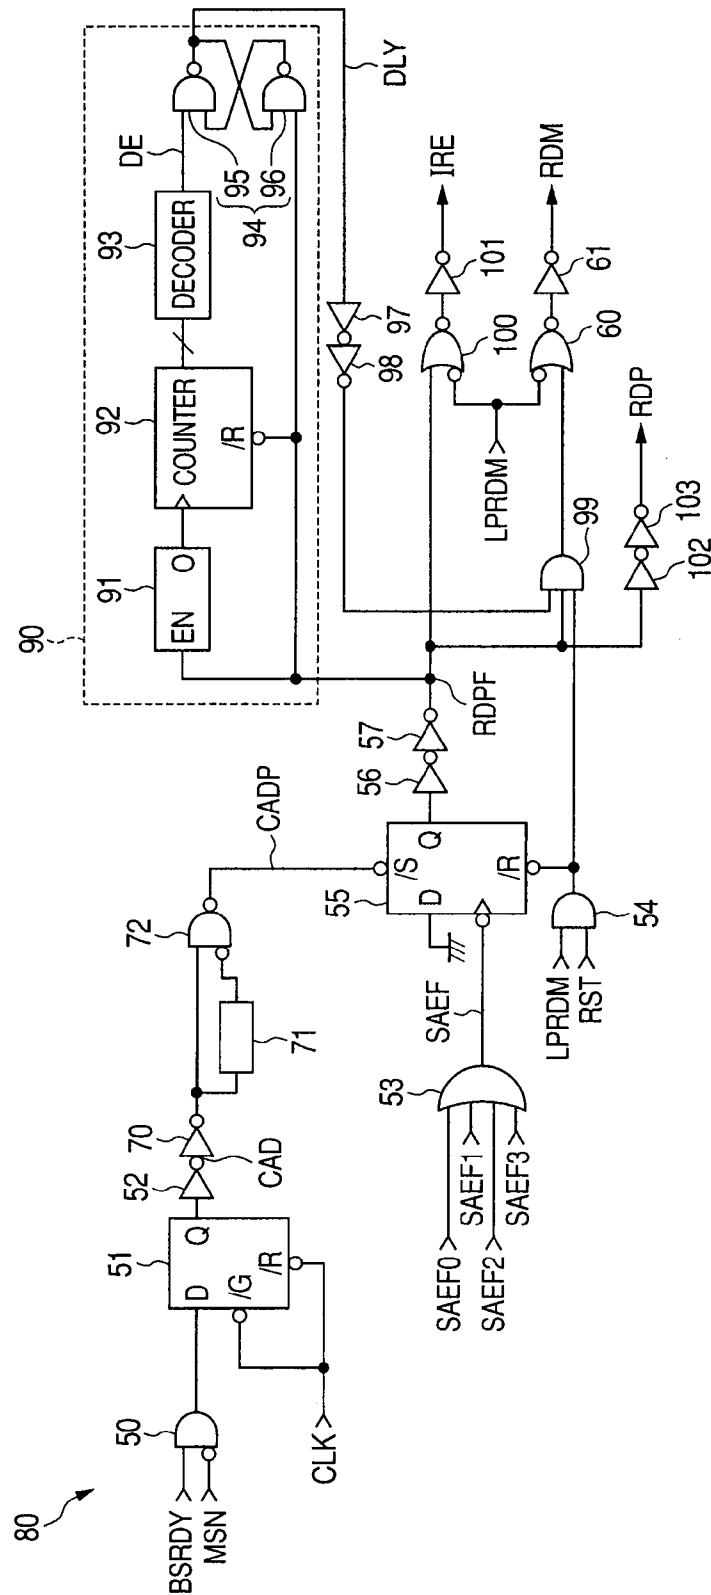 80
BSRDY
MSN
50
CLK
51
D
Q
/G
/R
52
CAD
70
71
72
CADP
SAEF0
SAEF1
SAEF2
SAEF3
53
SAEF
55
D
Q
/S
/R
LPRDM
RST
54
56
57
RDPF
90
91
EN
O
92
COUNTER
/R
93
DECODER
DE
95
96
94
DLY
97
98
LPRDM
99
100
101
IRE
60
61
RDM
102
103
RDP